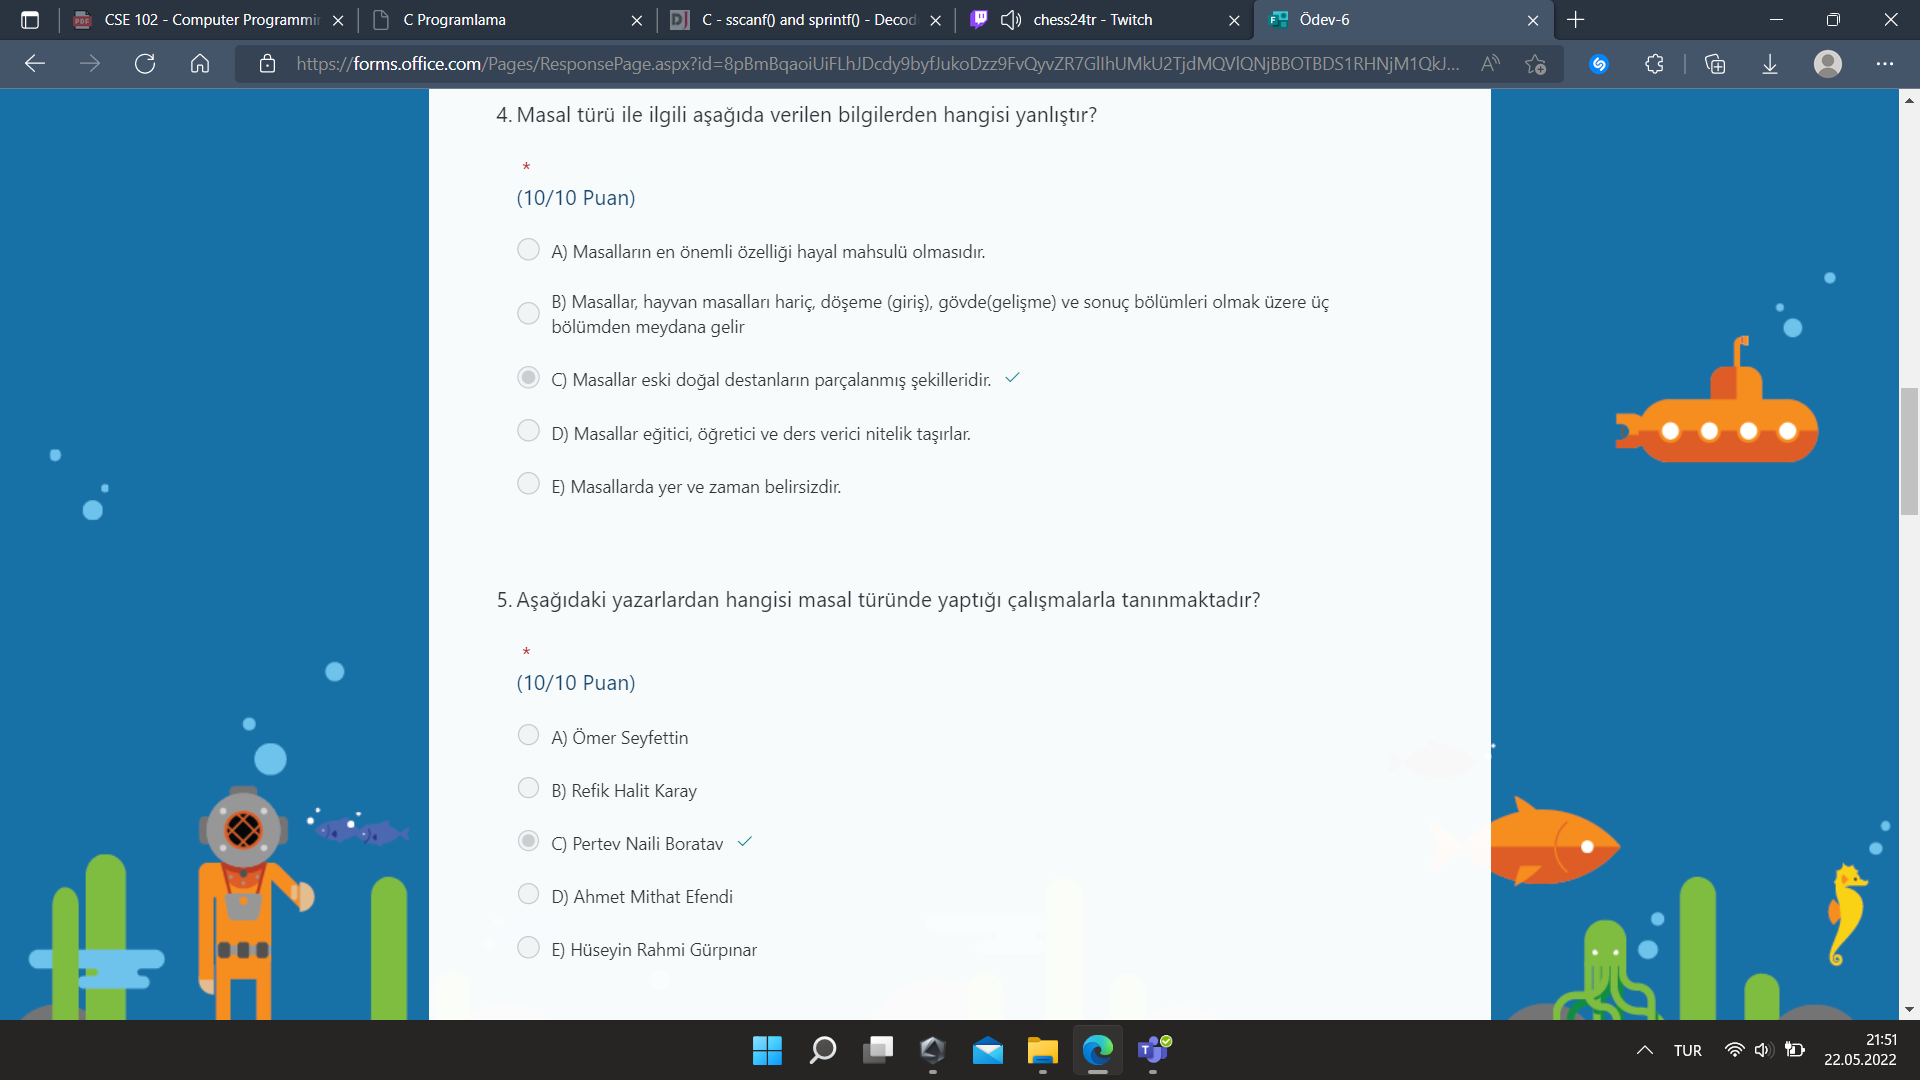 CSE 102 - Computer Programmi
C Programlama
C - sscanf() and sprintf() - Decod
chess24tr - Twitch
Ödev-6
https://forms.office.com/Pages/ResponsePage.aspx?id=8pBmBqaoiUiFLhJDcdy9byfJukoDzz9FvQyvZR7GlIhUMkU2TjdMQVlQNjBBOTBDS1RHNjM1QkJ...
4. Masal türü ile ilgili aşağıda verilen bilgilerden hangisi yanlıştır?
*
(10/10 Puan)
A) Masalların en önemli özelliği hayal mahsulü olmasıdır.
B) Masallar, hayvan masalları hariç, döşeme (giriş), gövde(gelişme) ve sonuç bölümleri olmak üzere üç
bölümden meydana gelir
C) Masallar eski doğal destanların parçalanmış şekilleridir.
D) Masallar eğitici, öğretici ve ders verici nitelik taşırlar.
E) Masallarda yer ve zaman belirsizdir.
5. Aşağıdaki yazarlardan hangisi masal türünde yaptığı çalışmalarla tanınmaktadır?
*
(10/10 Puan)
A) Ömer Seyfettin
B) Refik Halit Karay
C) Pertev Naili Boratav
D) Ahmet Mithat Efendi
E) Hüseyin Rahmi Gürpınar
TUR
21:51
22.05.2022